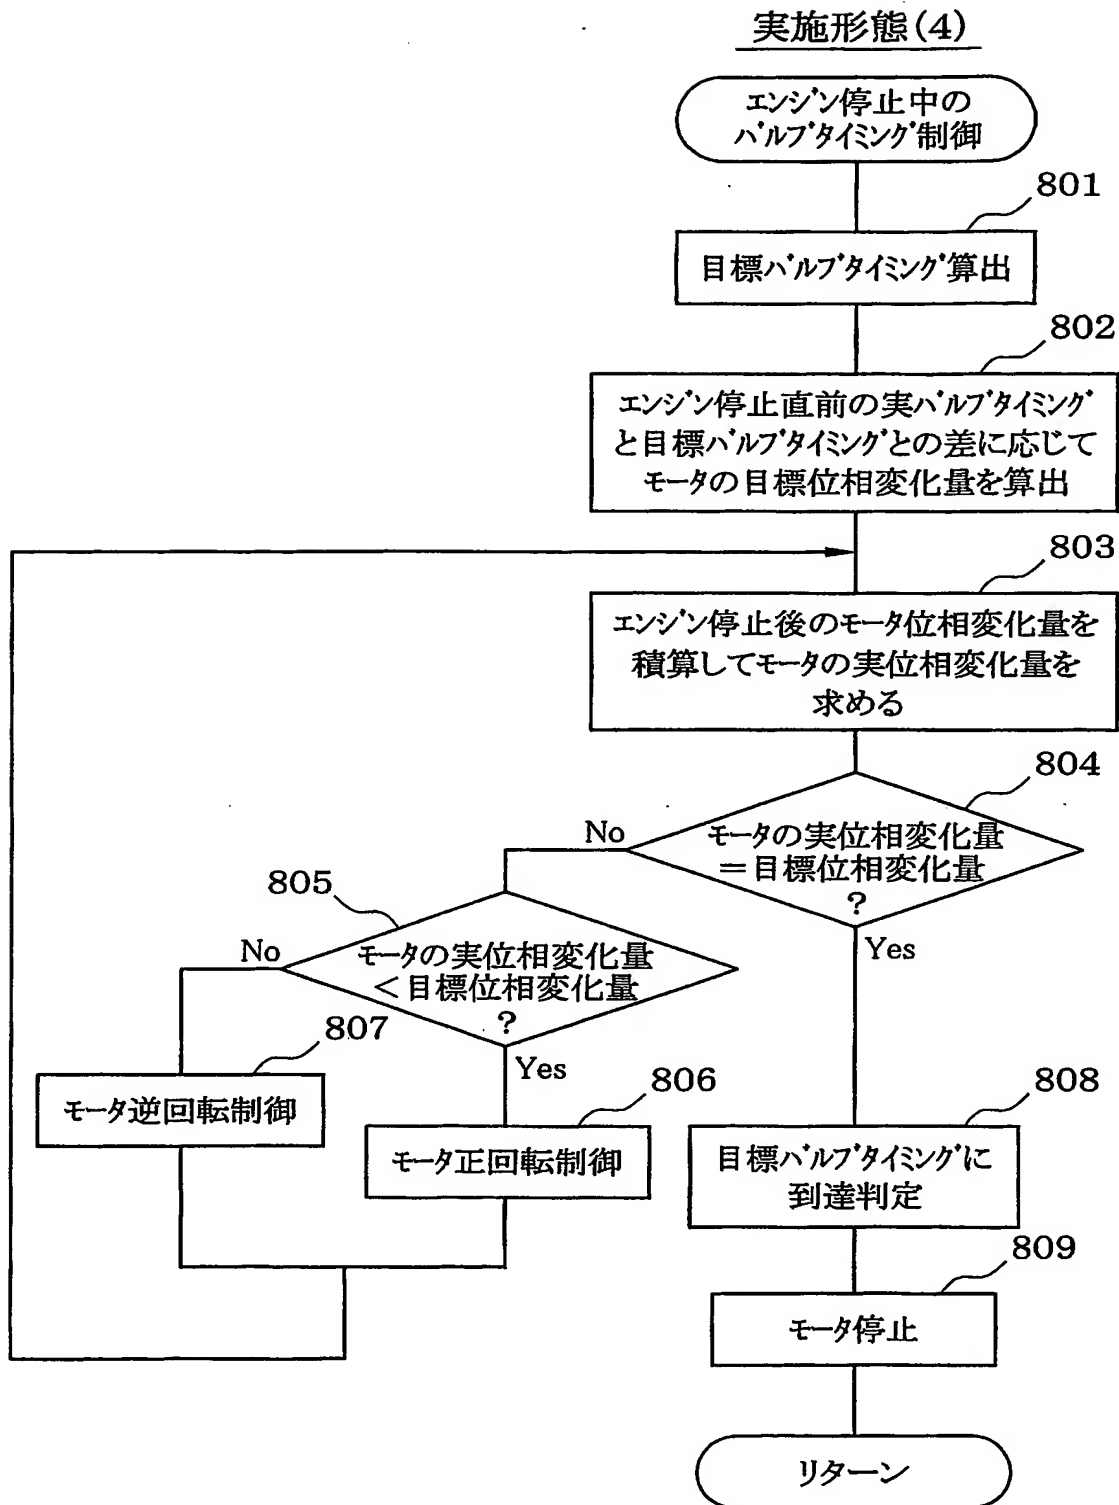 実施形態(4)
エンジン停止中の
バルブタイミング制御
801
目標バルブタイミング算出
802
エンジン停止直前の実バルブタイミング
と目標バルブタイミングとの差に応じて
モータの目標位相変化量を算出
803
エンジン停止後のモータ位相変化量を
積算してモータの実位相変化量を
求める
804
モータの実位相変化量
=目標位相変化量
?
No
Yes
805
モータの実位相変化量
<目標位相変化量
?
No
Yes
807
モータ逆回転制御
806
モータ正回転制御
808
目標バルブタイミングに
到達判定
809
モータ停止
リターン